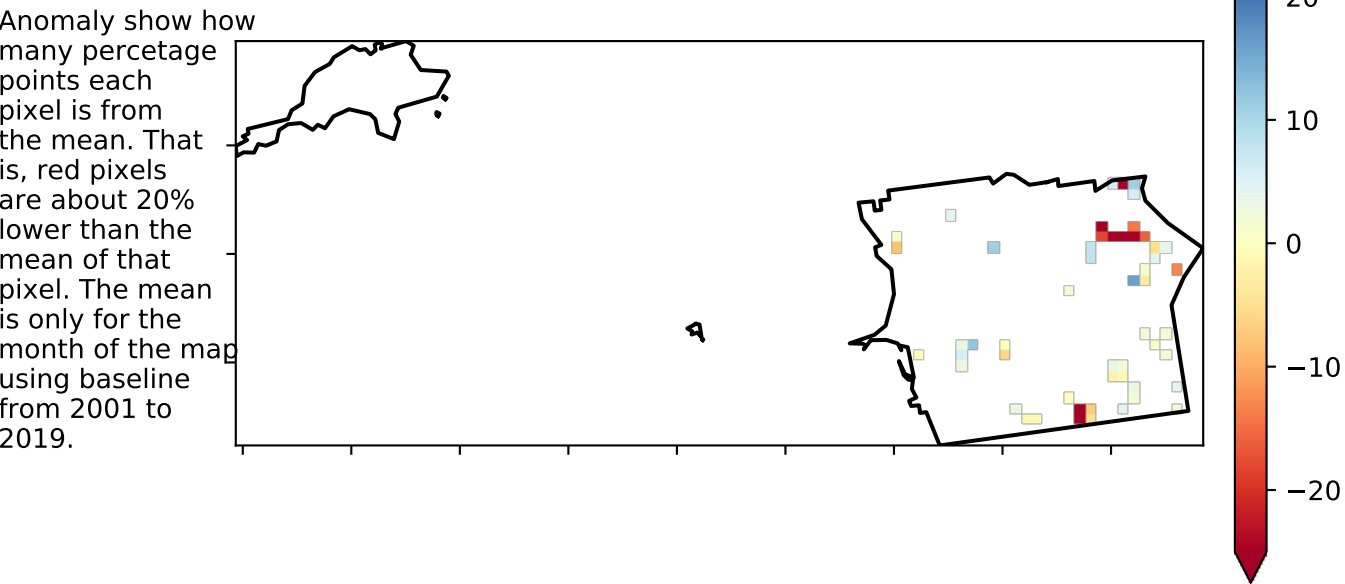 Anomaly show how
many percetage
points each
pixel is from
the mean. That
is, red pixels
are about 20%
lower than the
mean of that
pixel. The mean
is only for the
month of the map
using baseline
from 2001 to
2019.
20
10
0
−10
−20